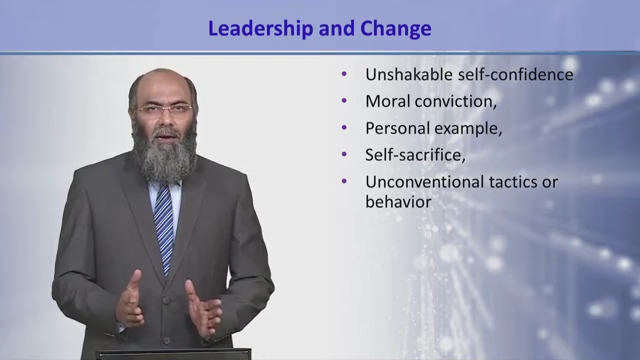 Leadership and Change
• Unshakable self-confidence
• Moral conviction,
• Personal example,
• Self-sacrifice,
• Unconventional tactics or
behavior